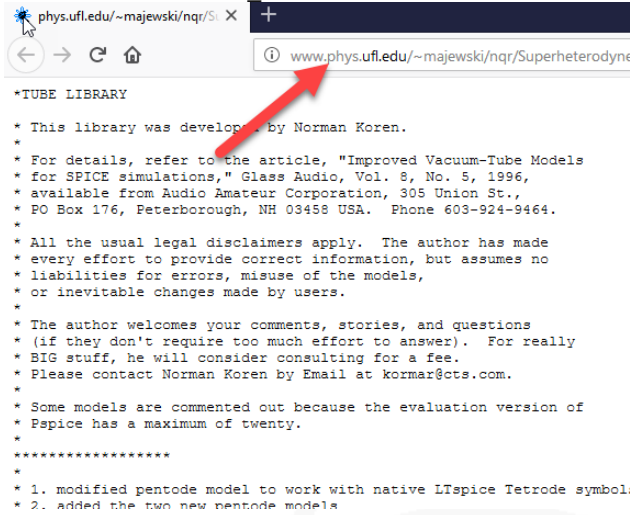 phys.ufl.edu/~majewski/nqr/Su
www.phys.ufl.edu/~majewski/nqr/Superheterodyne
*TUBE LIBRARY
* This library was developed by Norman Koren.
*
* For details, refer to the article, "Improved Vacuum-Tube Models
* for SPICE simulations," Glass Audio, Vol. 8, No. 5, 1996,
* available from Audio Amateur Corporation, 305 Union St.,
* PO Box 176, Peterborough, NH 03458 USA.  Phone 603-924-9464.
*
* All the usual legal disclaimers apply.  The author has made
* every effort to provide correct information, but assumes no
* liabilities for errors, misuse of the models,
* or inevitable changes made by users.
*
* The author welcomes your comments, stories, and questions
* (if they don't require too much effort to answer).  For really
* BIG stuff, he will consider consulting for a fee.
* Please contact Norman Koren by Email at kormar@cts.com.
*
* Some models are commented out because the evaluation version of
* Pspice has a maximum of twenty.
*
******************
*
* 1. modified pentode model to work with native LTspice Tetrode symbols
* 2. added the two new pentode models